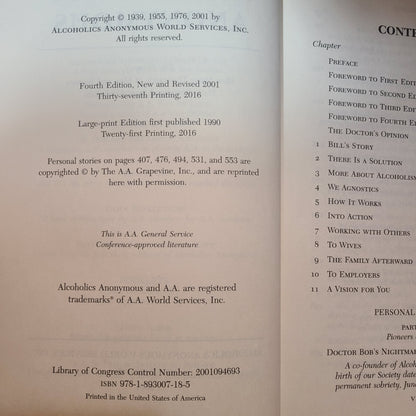 Copyright © 1939, 1955, 1976, 2001 by
ALCOHOLICS ANONYMOUS WORLD SERVICES, INC.
All rights reserved.
Fourth Edition, New and Revised 2001
Thirty-seventh Printing, 2016
Large-print Edition first published 1990
Twenty-first Printing, 2016
Personal stories on pages 407, 476, 494, 531, and 553 are
copyrighted © by The A.A. Grapevine, Inc., and are reprinted
here with permission.
This is A.A. General Service
Conference-approved literature
Alcoholics Anonymous and A.A. are registered
trademarks® of A.A. World Services, Inc.
Library of Congress Control Number: 2001094693
ISBN 978-1-893007-18-5
Printed in the United States of America
CONTE
Chapter
PREFACE
FOREWORD TO FIRST EDIT
FOREWORD TO SECOND EDI
FOREWORD TO THIRD EDIT
FOREWORD TO FOURTH EDI
THE DOCTOR'S OPINION
1 BILL'S STORY
2 THERE IS A SOLUTION
3 MORE ABOUT ALCOHOLISM
4 WE AGNOSTICS
5 HOW IT WORKS
6 INTO ACTION
7 WORKING WITH OTHERS
8 TO WIVES
9 THE FAMILY AFTERWARD
10 TO EMPLOYERS
11 A VISION FOR YOU
PERSONAL
PART
Pioneers
DOCTOR BOB'S NIGHTMAR
A co-founder of Alcoh
birth of our Society date
permanent sobriety, June